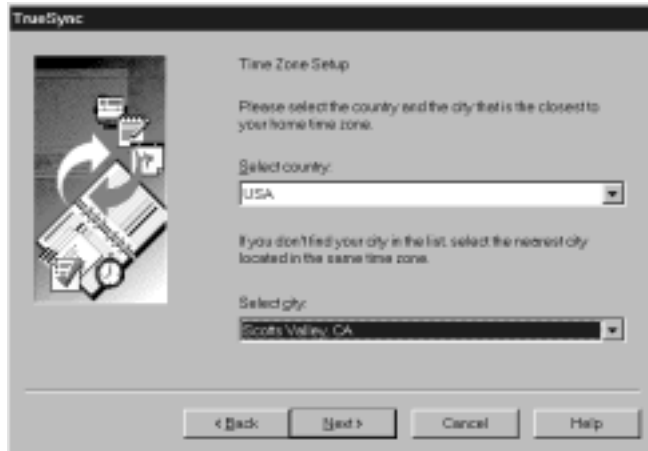 TrueSync
Time Zone Setup
Please select the country and the city that is the closest to
your home time zone.
Select country:
USA
If you don't find your city in the list, select the nearest city
located in the same time zone.
Select city:
Scotts Valley, CA
< Back
Next >
Cancel
Help